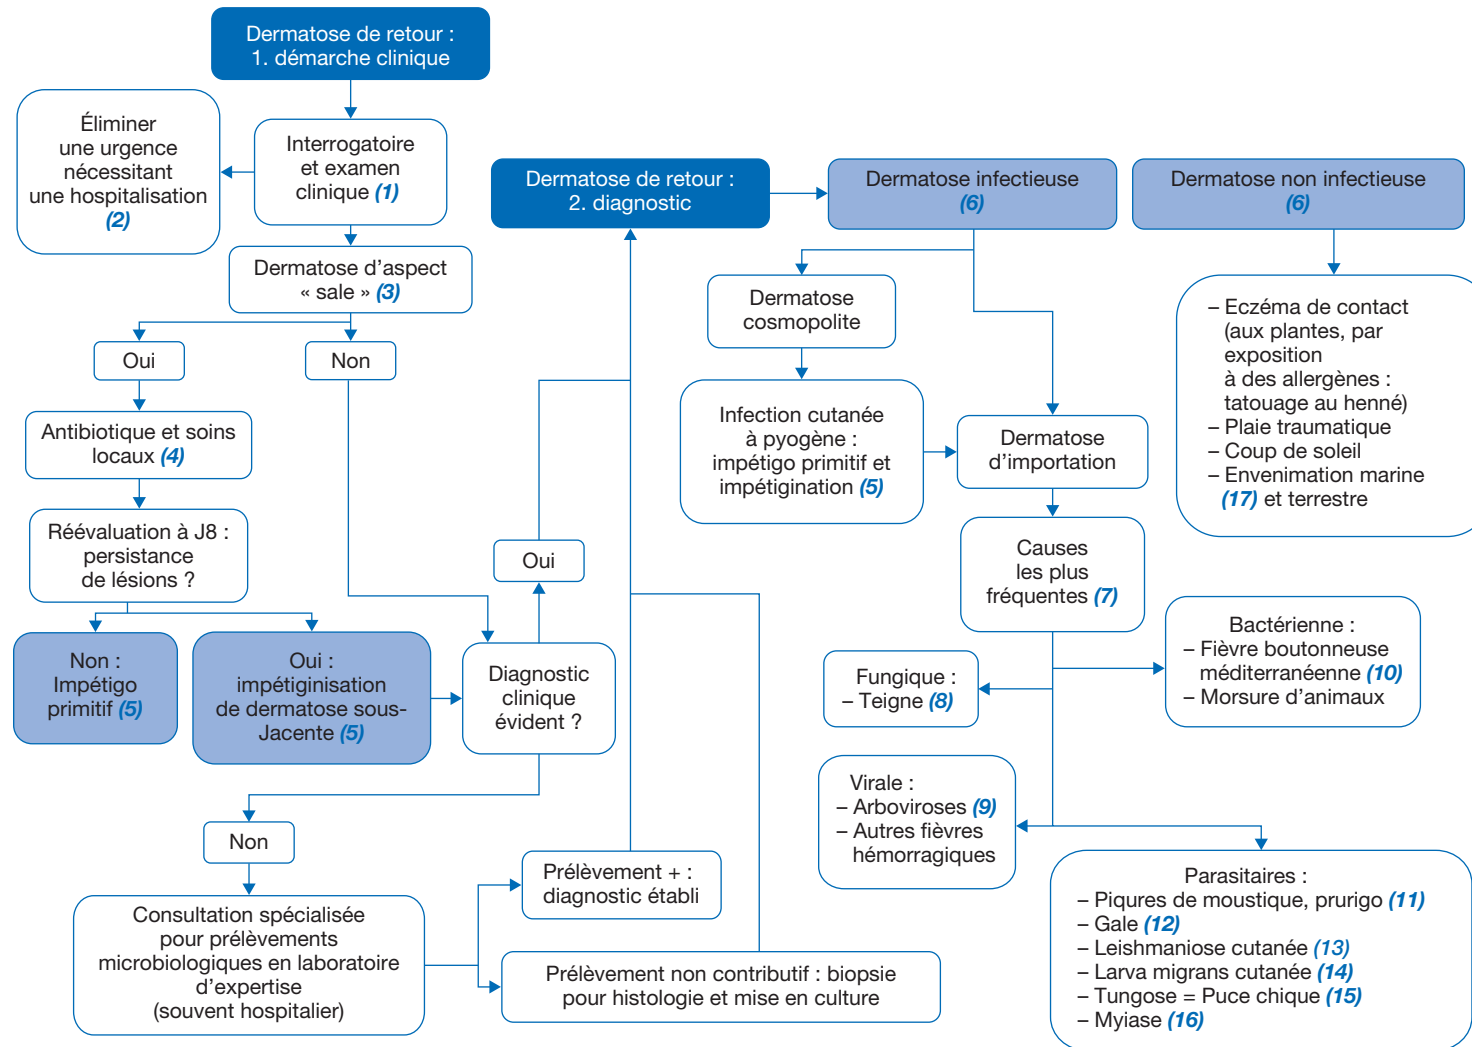 Dermatose de retour :
1. démarche clinique
Éliminer
une urgence
nécessitant
une hospitalisation
(2)
Interrogatoire
et examen
clinique (1)
Dermatose d'aspect
« sale » (3)
Oui
Non
Antibiotique et soins
locaux (4)
Réévaluation à J8 :
persistance
de lésions ?
Non :
Impétigo
primitif (5)
Oui :
impétiginisation
de dermatose sous-
Jacente (5)
Diagnostic
clinique
évident ?
Oui
Non
Consultation spécialisée
pour prélèvements
microbiologiques en laboratoire
d'expertise
(souvent hospitalier)
Prélèvement + :
diagnostic établi
Prélèvement non contributif : biopsie
pour histologie et mise en culture
Dermatose de retour :
2. diagnostic
Dermatose infectieuse
(6)
Dermatose non infectieuse
(6)
Dermatose
cosmopolite
Infection cutanée
à pyogène :
impétigo primitif et
impétigination (5)
Dermatose
d'importation
Causes
les plus
fréquentes (7)
– Eczéma de contact
(aux plantes, par
exposition
à des allergènes :
tatouage au henné)
– Plaie traumatique
– Coup de soleil
– Envenimation marine
(17) et terrestre
Bactérienne :
– Fièvre boutonneuse
méditerranéenne (10)
– Morsure d'animaux
Fungique :
– Teigne (8)
Virale :
– Arboviroses (9)
– Autres fièvres
hémorragiques
Parasitaires :
– Piqures de moustique, prurigo (11)
– Gale (12)
– Leishmaniose cutanée (13)
– Larva migrans cutanée (14)
– Tungose = Puce chique (15)
– Myiase (16)